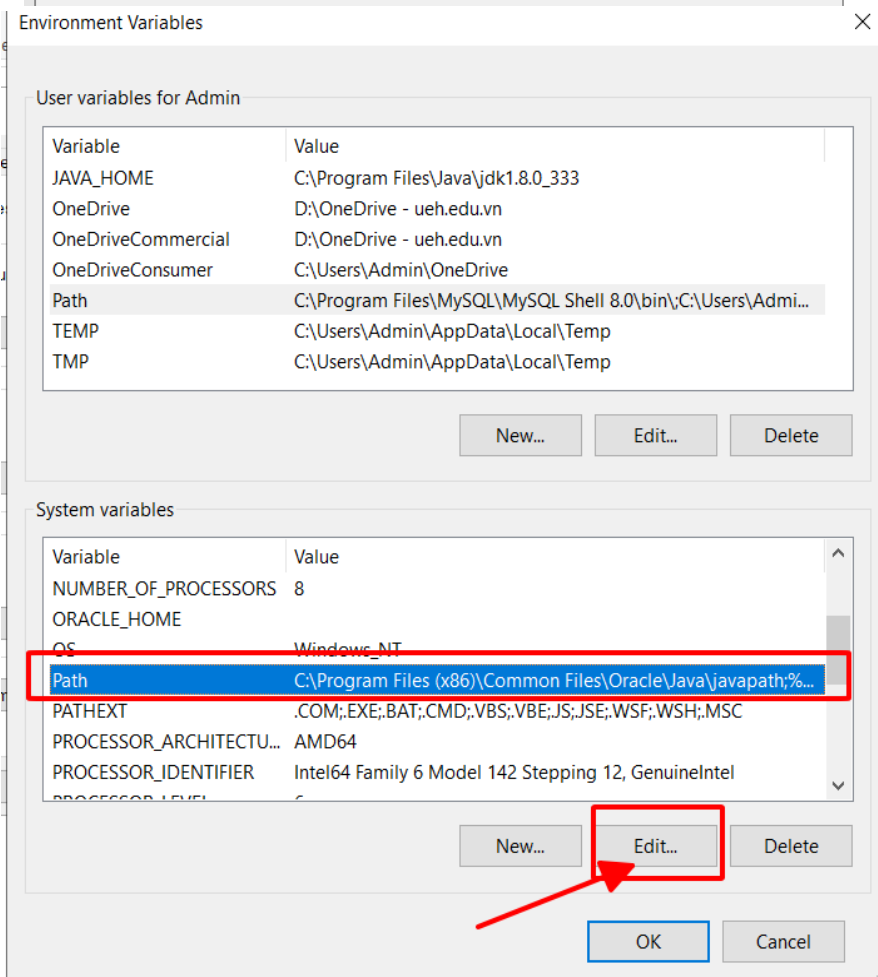 Environment Variables
User variables for Admin
Variable Value
JAVA_HOME C:\Program Files\Java\jdk1.8.0_333
OneDrive D:\OneDrive - ueh.edu.vn
OneDriveCommercial D:\OneDrive - ueh.edu.vn
OneDriveConsumer C:\Users\Admin\OneDrive
Path C:\Program Files\MySQL\MySQL Shell 8.0\bin\;C:\Users\Admi...
TEMP C:\Users\Admin\AppData\Local\Temp
TMP C:\Users\Admin\AppData\Local\Temp
New... Edit... Delete
System variables
Variable Value
NUMBER_OF_PROCESSORS 8
ORACLE_HOME
OS Windows_NT
Path C:\Program Files (x86)\Common Files\Oracle\Java\javapath;%...
PATHEXT .COM;.EXE;.BAT;.CMD;.VBS;.VBE;.JS;.JSE;.WSF;.WSH;.MSC
PROCESSOR_ARCHITECTU... AMD64
PROCESSOR_IDENTIFIER Intel64 Family 6 Model 142 Stepping 12, GenuineIntel
PROCESSOR_LEVEL 6
New... Edit... Delete
OK Cancel